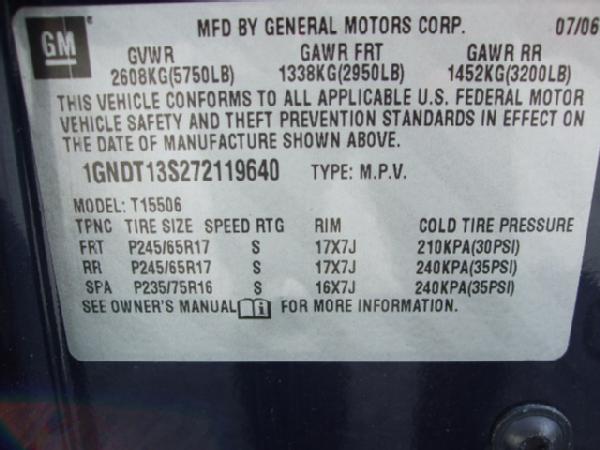 GM
MFD BY GENERAL MOTORS CORP. 07/06
GVWR GAWR FRT GAWR RR
2608KG(5750LB) 1338KG(2950LB) 1452KG(3200LB)
THIS VEHICLE CONFORMS TO ALL APPLICABLE U.S. FEDERAL MOTOR
VEHICLE SAFETY AND THEFT PREVENTION STANDARDS IN EFFECT ON
THE DATE OF MANUFACTURE SHOWN ABOVE.
1GNDT13S272119640 TYPE: M.P.V.
MODEL: T15506
TPNC TIRE SIZE SPEED RTG RIM COLD TIRE PRESSURE
FRT P245/65R17 S 17X7J 210KPA(30PSI)
RR P245/65R17 S 17X7J 240KPA(35PSI)
SPA P235/75R16 S 16X7J 240KPA(35PSI)
SEE OWNER'S MANUAL i FOR MORE INFORMATION.